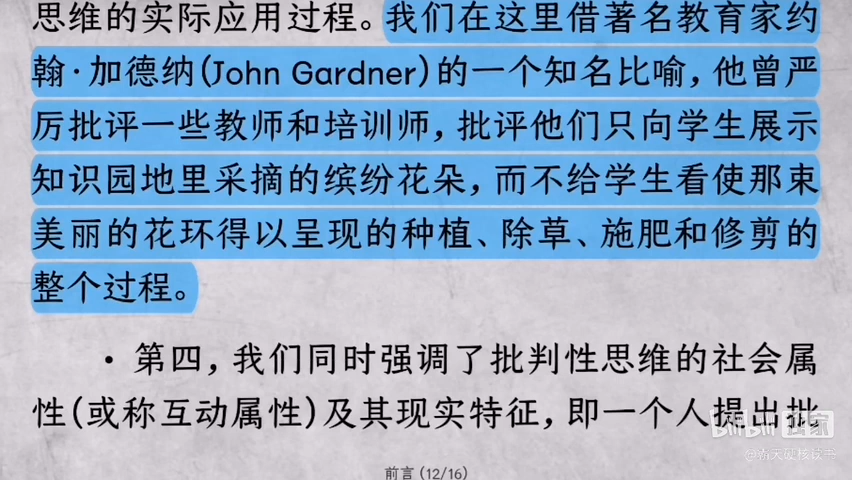 思维的实际应用过程。我们在这里借著名教育家约
翰·加德纳(John Gardner)的一个知名比喻，他曾严
厉批评一些教师和培训师，批评他们只向学生展示
知识园地里采摘的缤纷花朵，而不给学生看使那束
美丽的花环得以呈现的种植、除草、施肥和修剪的
整个过程。
• 第四，我们同时强调了批判性思维的社会属
性(或称互动属性)及其现实特征，即一个人提出批
前言 (12/16)